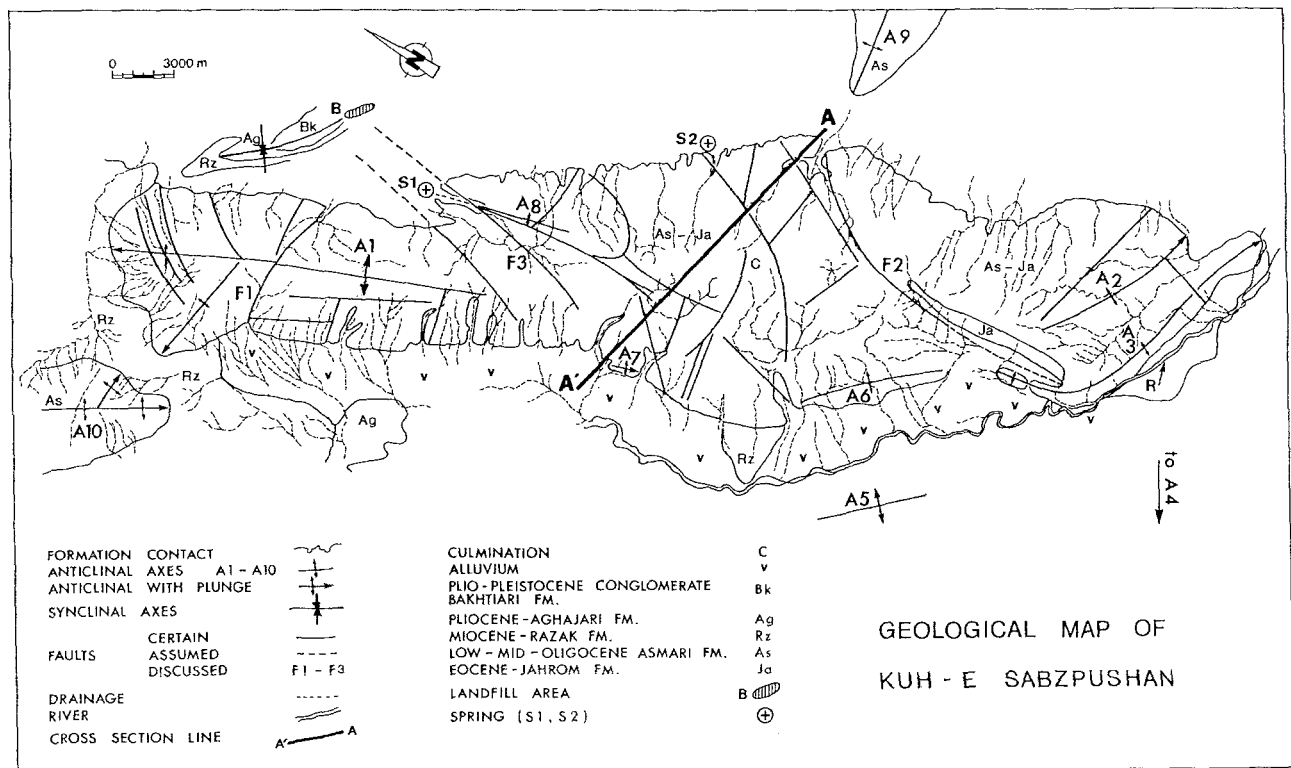 0 3000 m
N
A9
As
B
Bk
Ag
Rz
A
S2
S1
A8
As-Ja
A1
F3
C
F2
As-Ja
A2
F1
Ja
A3
Rz
A7
A'
R
v
Rz
v v v
v v v
As
A10
Ag
A6
v
Rz
v v v
to A4
A5
FORMATION CONTACT
ANTICLINAL AXES A1-A10
ANTICLINAL WITH PLUNGE
SYNCLINAL AXES
CERTAIN
FAULTS ASSUMED
DISCUSSED F1-F3
DRAINAGE
RIVER
CROSS SECTION LINE A' A
CULMINATION C
ALLUVIUM v
PLIO-PLEISTOCENE CONGLOMERATE
BAKHTIARI FM. Bk
PLIOCENE-AGHAJARI FM. Ag
MIOCENE-RAZAK FM. Rz
LOW-MID-OLIGOCENE ASMARI FM. As
EOCENE-JAHROM FM. Ja
LANDFILL AREA B
SPRING (S1, S2)
GEOLOGICAL MAP OF
KUH-E SABZPUSHAN